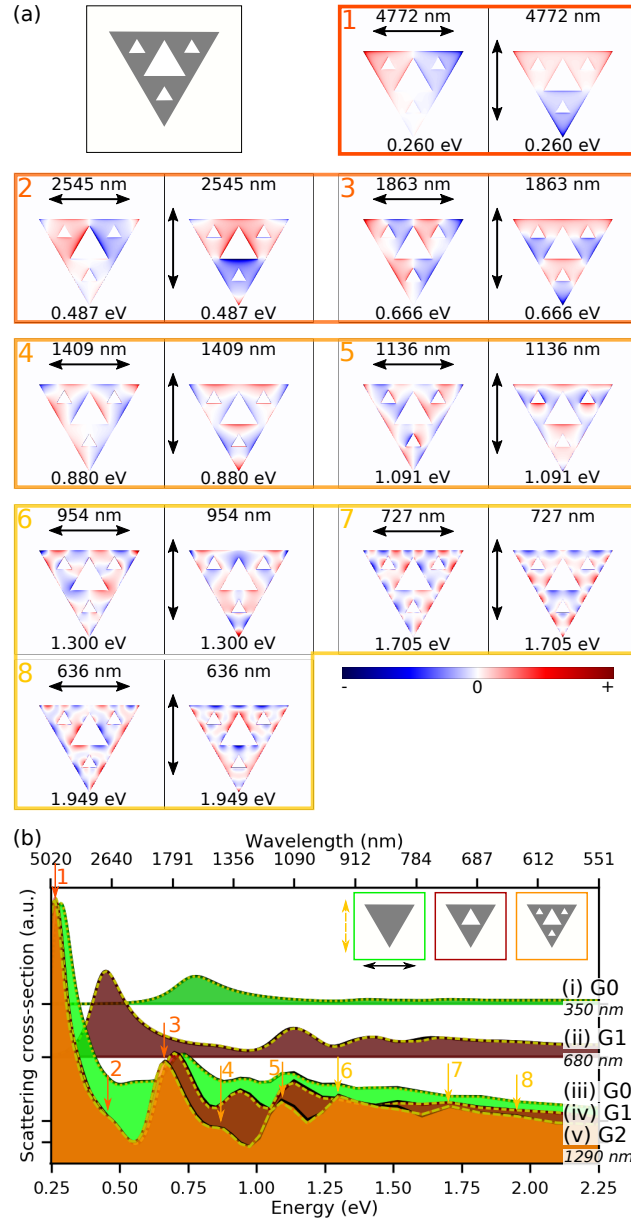 (a)
1
4772 nm
4772 nm
0.260 eV
0.260 eV
2
2545 nm
2545 nm
0.487 eV
0.487 eV
3
1863 nm
1863 nm
0.666 eV
0.666 eV
4
1409 nm
1409 nm
0.880 eV
0.880 eV
5
1136 nm
1136 nm
1.091 eV
1.091 eV
6
954 nm
954 nm
1.300 eV
1.300 eV
7
727 nm
727 nm
1.705 eV
1.705 eV
8
636 nm
636 nm
1.949 eV
1.949 eV
- 0 +
(b)
Wavelength (nm)
5020 2640 1791 1356 1090 912 784 687 612 551
1
2
3
4
5
6
7
8
(i) G0
350 nm
(ii) G1
680 nm
(iii) G0
(iv) G1
(v) G2
1290 nm
Scattering cross-section (a.u.)
0.25 0.50 0.75 1.00 1.25 1.50 1.75 2.00 2.25
Energy (eV)